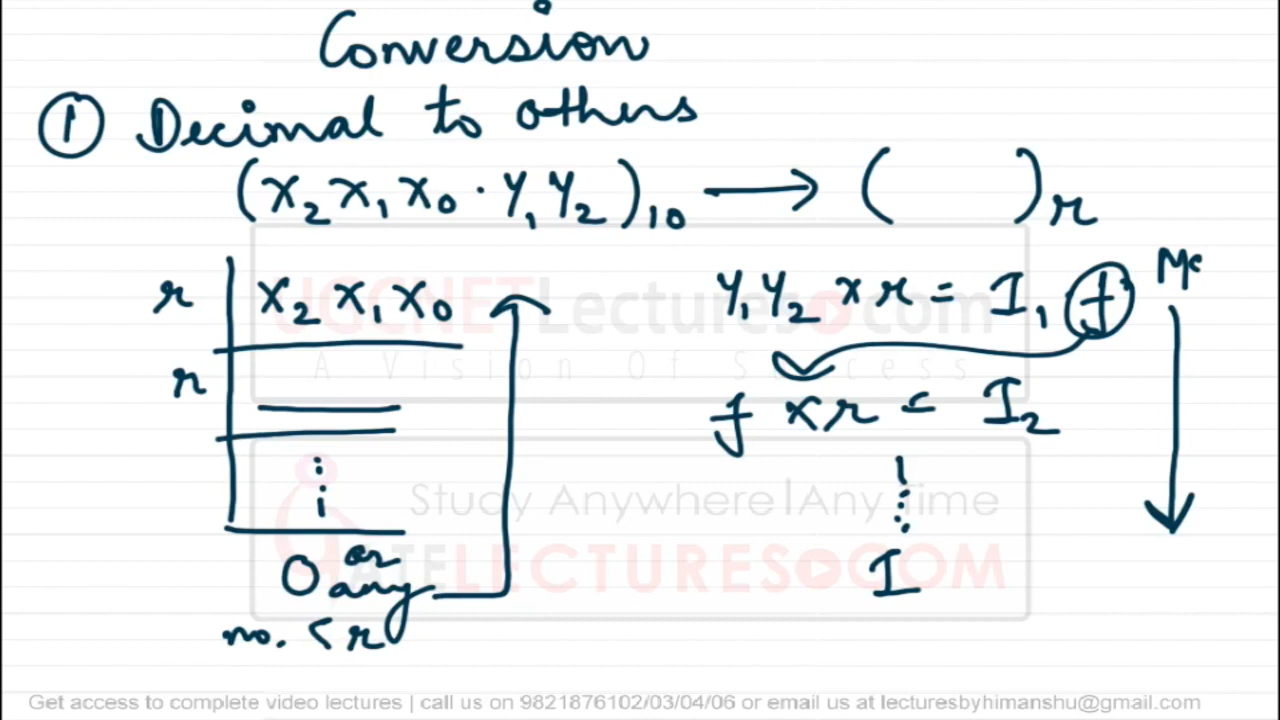 Conversion
① Decimal to others
(X₂X₁X₀.Y₁Y₂)₁₀ → ( )r
r X₂X₁X₀
r
0 or any
no. < r
Y₁Y₂ x r = I₁ f
f x r = I₂
I
UGCNETLectures.com
A Vision Of Success
Study Anywhere|Any Time
GATELECTURES.COM
Get access to complete video lectures | call us on 9821876102/03/04/06 or email us at lecturesbyhimanshu@gmail.com